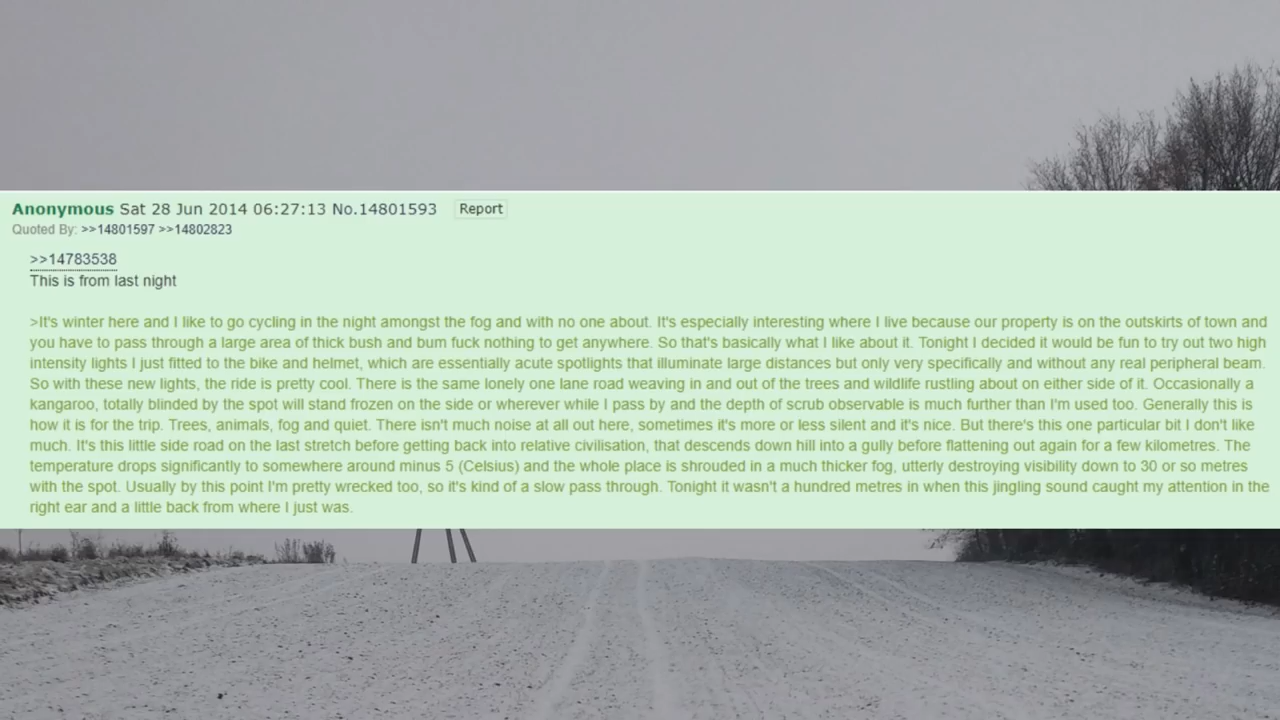 Anonymous Sat 28 Jun 2014 06:27:13 No.14801593 Report
Quoted By: >>14801597 >>14802823
>>14783538
This is from last night
>It's winter here and I like to go cycling in the night amongst the fog and with no one about. It's especially interesting where I live because our property is on the outskirts of town and
you have to pass through a large area of thick bush and bum fuck nothing to get anywhere. So that's basically what I like about it. Tonight I decided it would be fun to try out two high
intensity lights I just fitted to the bike and helmet, which are essentially acute spotlights that illuminate large distances but only very specifically and without any real peripheral beam.
So with these new lights, the ride is pretty cool. There is the same lonely one lane road weaving in and out of the trees and wildlife rustling about on either side of it. Occasionally a
kangaroo, totally blinded by the spot will stand frozen on the side or wherever while I pass by and the depth of scrub observable is much further than I'm used too. Generally this is
how it is for the trip. Trees, animals, fog and quiet. There isn't much noise at all out here, sometimes it's more or less silent and it's nice. But there's this one particular bit I don't like
much. It's this little side road on the last stretch before getting back into relative civilisation, that descends down hill into a gully before flattening out again for a few kilometres. The
temperature drops significantly to somewhere around minus 5 (Celsius) and the whole place is shrouded in a much thicker fog, utterly destroying visibility down to 30 or so metres
with the spot. Usually by this point I'm pretty wrecked too, so it's kind of a slow pass through. Tonight it wasn't a hundred metres in when this jingling sound caught my attention in the
right ear and a little back from where I just was.